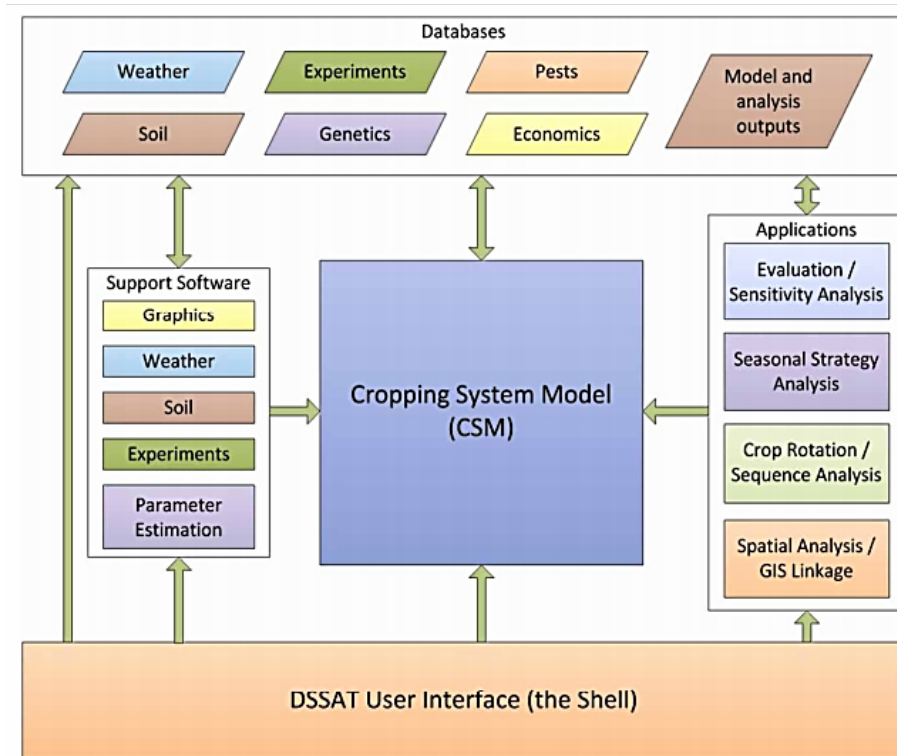 Databases
Weather
Experiments
Pests
Model and
analysis
outputs
Soil
Genetics
Economics
Support Software
Graphics
Weather
Soil
Experiments
Parameter
Estimation
Cropping System Model
(CSM)
Applications
Evaluation /
Sensitivity Analysis
Seasonal Strategy
Analysis
Crop Rotation /
Sequence Analysis
Spatial Analysis /
GIS Linkage
DSSAT User Interface (the Shell)